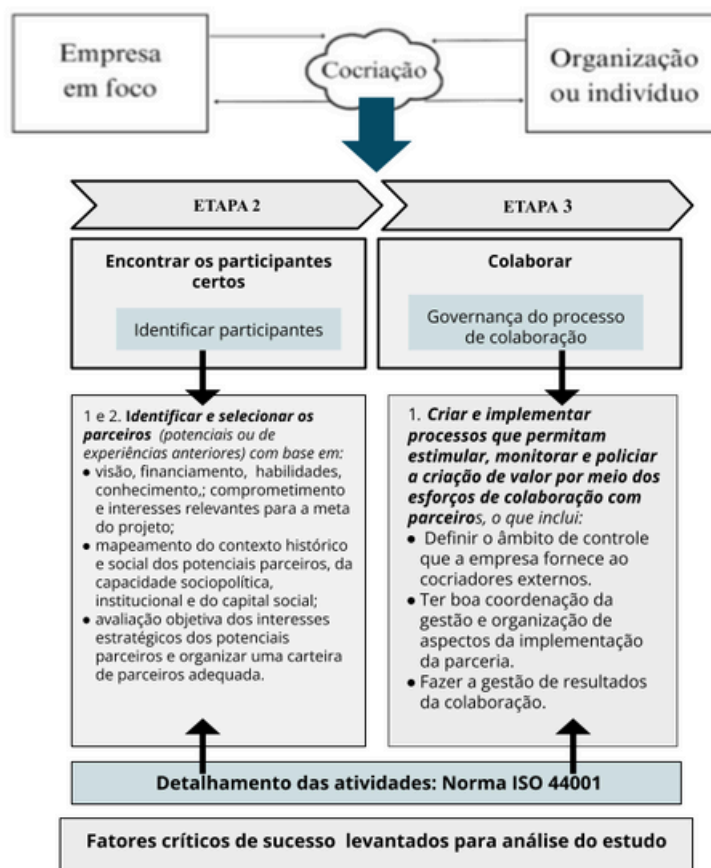 Empresa
em foco
Cocriação
Organização
ou indivíduo
ETAPA 2
ETAPA 3
Encontrar os participantes
certos
Identificar participantes
Colaborar
Governança do processo
de colaboração
1 e 2. Identificar e selecionar os
parceiros (potenciais ou de
experiências anteriores) com base em:
● visão, financiamento, habilidades,
conhecimento,; comprometimento
e interesses relevantes para a meta
do projeto;
● mapeamento do contexto histórico
e social dos potenciais parceiros, da
capacidade sociopolítica,
institucional e do capital social;
● avaliação objetiva dos interesses
estratégicos dos potenciais
parceiros e organizar uma carteira
de parceiros adequada.
1. Criar e implementar
processos que permitam
estimular, monitorar e policiar
a criação de valor por meio dos
esforços de colaboração com
parceiros, o que inclui:
● Definir o âmbito de controle
que a empresa fornece ao
cocriadores externos.
● Ter boa coordenação da
gestão e organização de
aspectos da implementação
da parceria.
● Fazer a gestão de resultados
da colaboração.
Detalhamento das atividades: Norma ISO 44001
Fatores críticos de sucesso levantados para análise do estudo